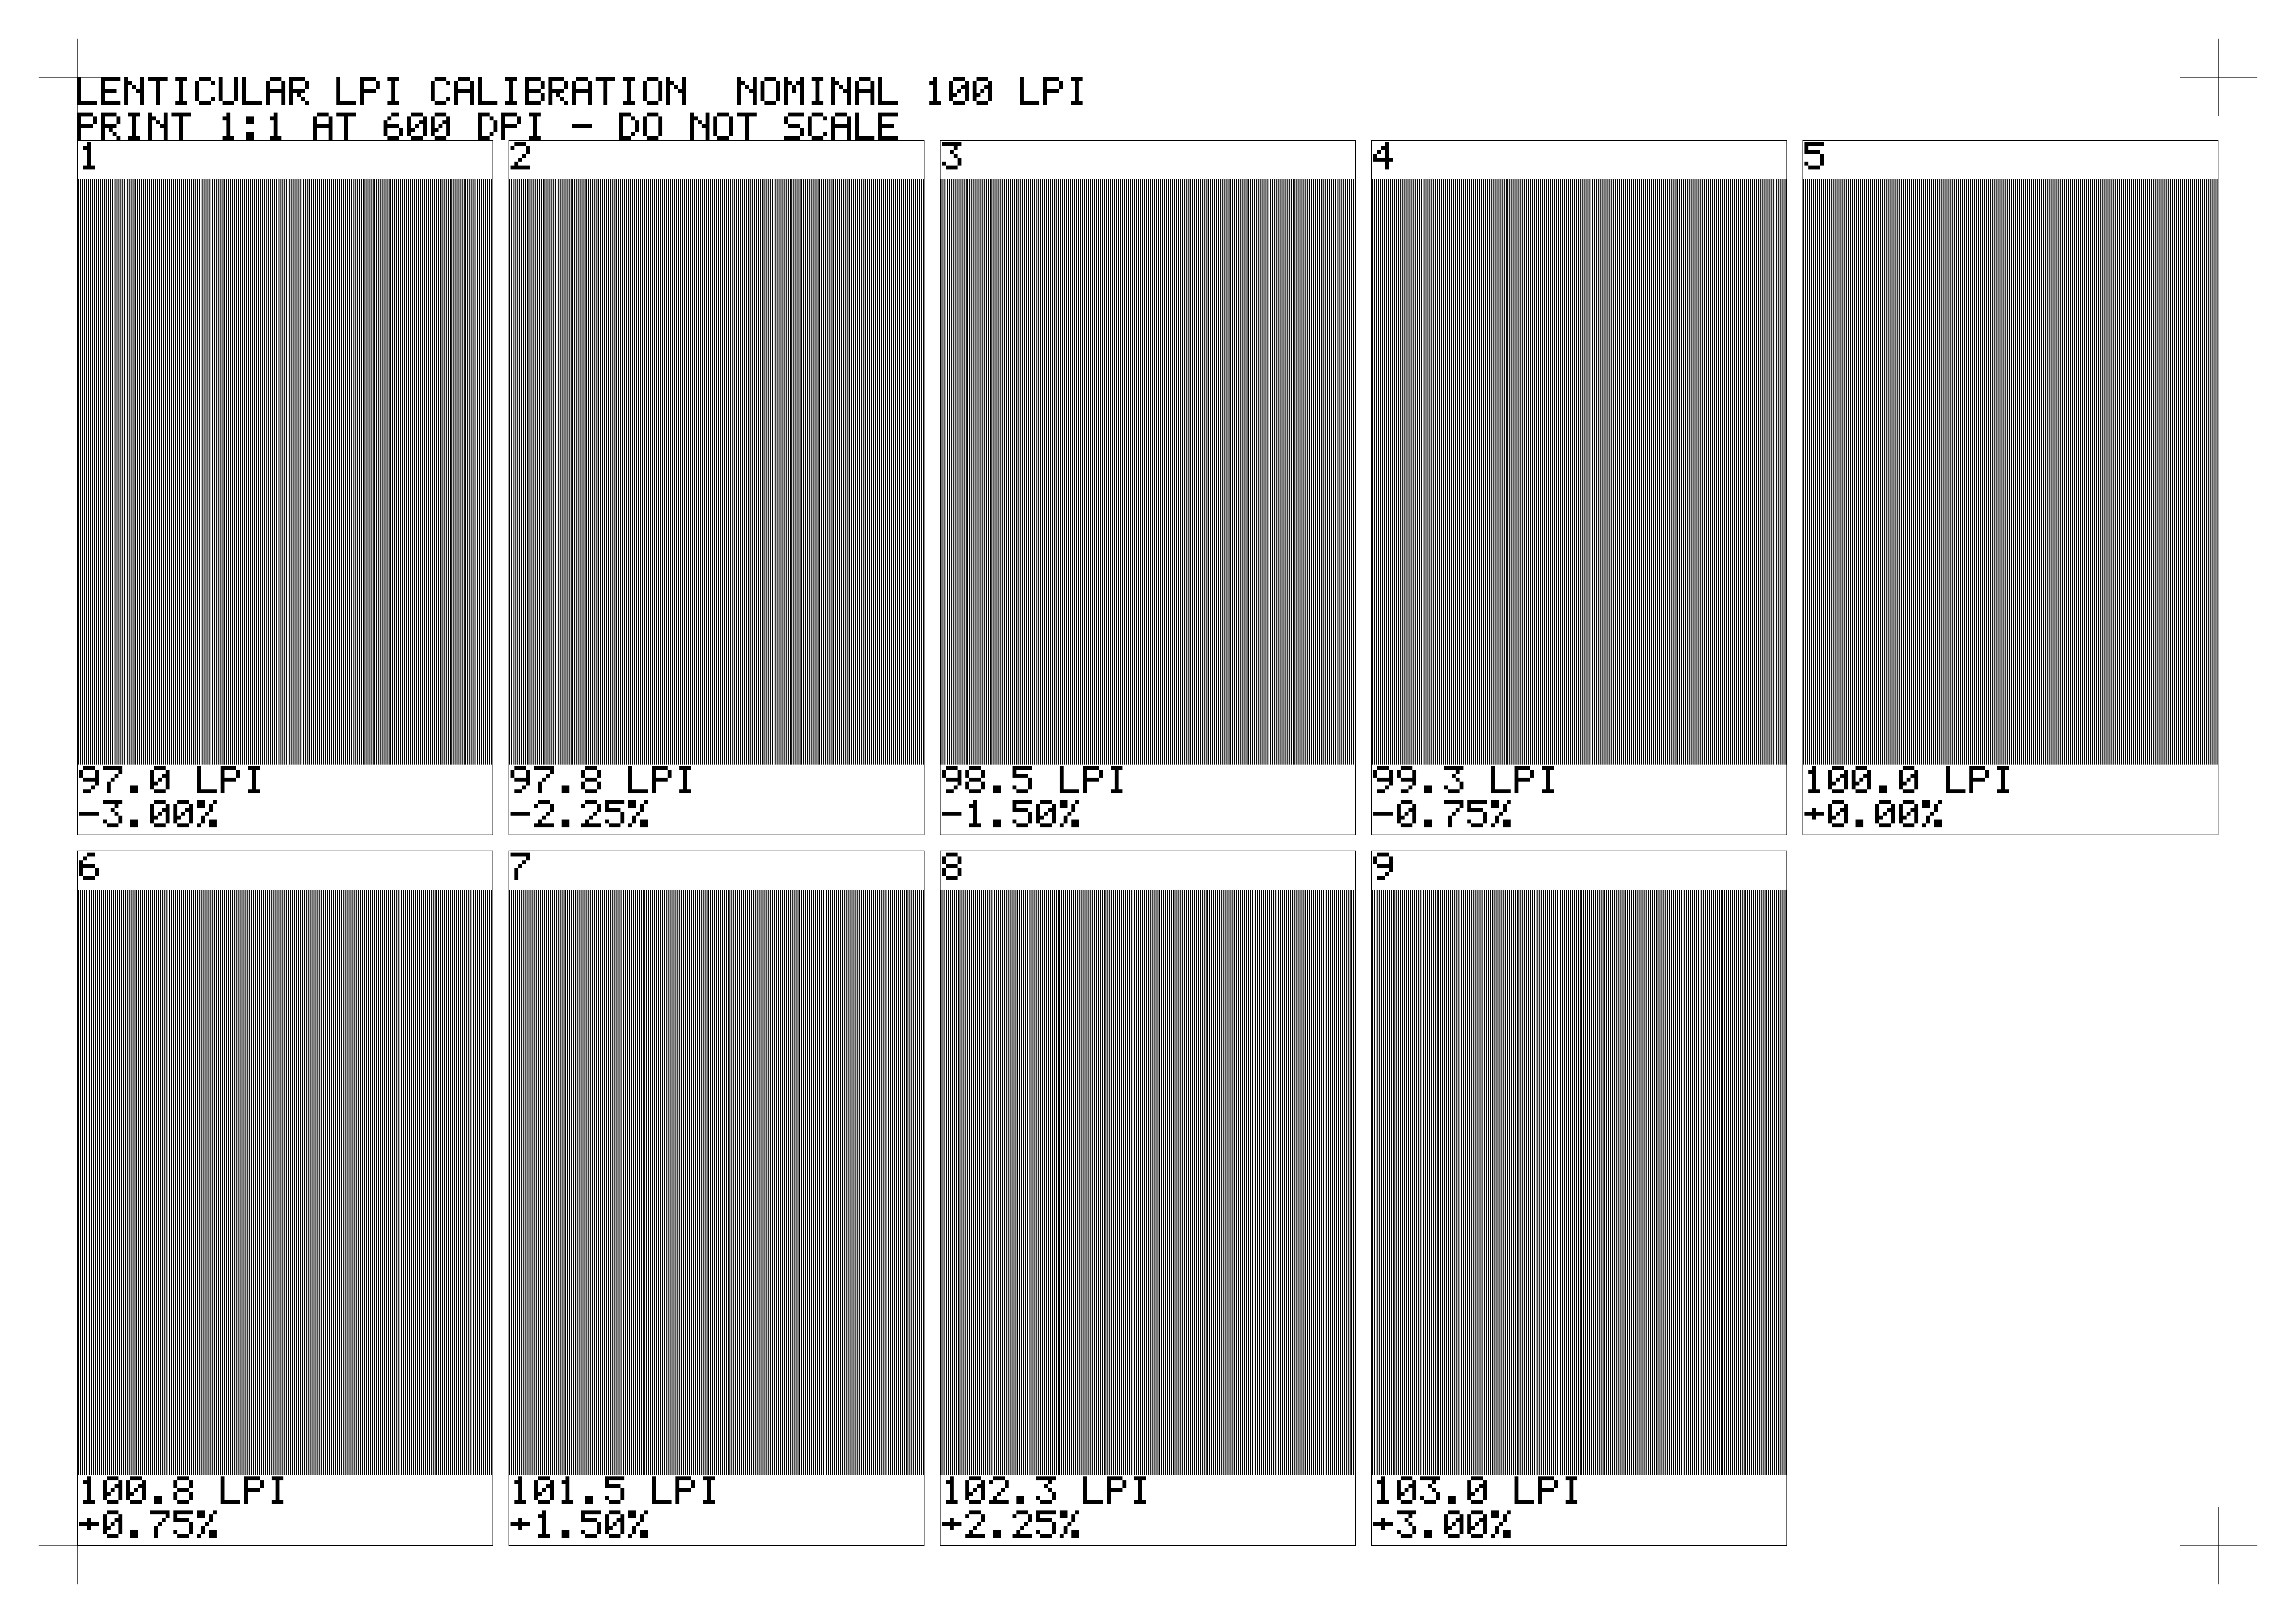 LENTICULAR LPI CALIBRATION  NOMINAL 100 LPI
PRINT 1:1 AT 600 DPI - DO NOT SCALE
1
97.0 LPI
-3.00%
2
97.8 LPI
-2.25%
3
98.5 LPI
-1.50%
4
99.3 LPI
-0.75%
5
100.0 LPI
+0.00%
6
100.8 LPI
+0.75%
7
101.5 LPI
+1.50%
8
102.3 LPI
+2.25%
9
103.0 LPI
+3.00%